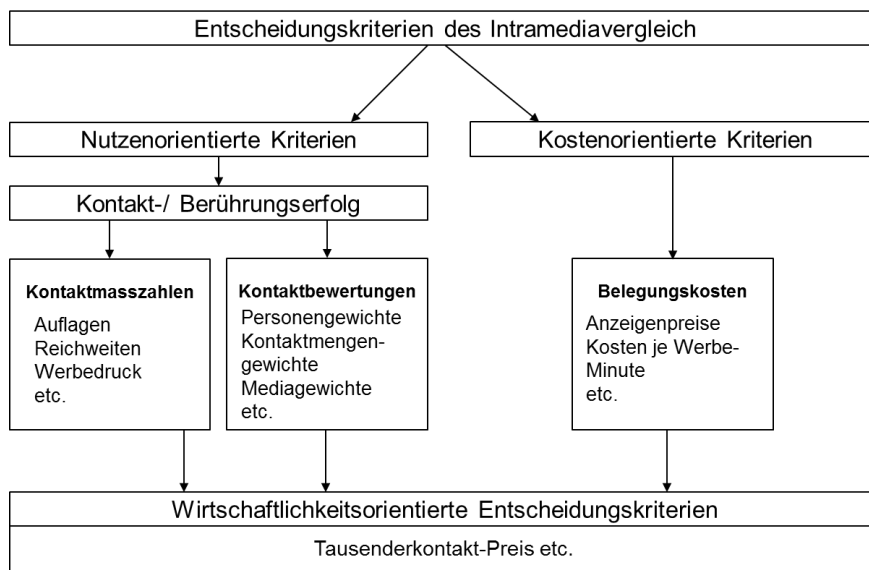 Entscheidungskriterien des Intramediavergleich
Nutzenorientierte Kriterien
Kostenorientierte Kriterien
Kontakt-/ Berührungserfolg
Kontaktmasszahlen
Auflagen
Reichweiten
Werbedruck
etc.
Kontaktbewertungen
Personengewichte
Kontaktmengen-
gewichte
Mediagewichte
etc.
Belegungskosten
Anzeigenpreise
Kosten je Werbe-
Minute
etc.
Wirtschaftlichkeitsorientierte Entscheidungskriterien
Tausenderkontakt-Preis etc.